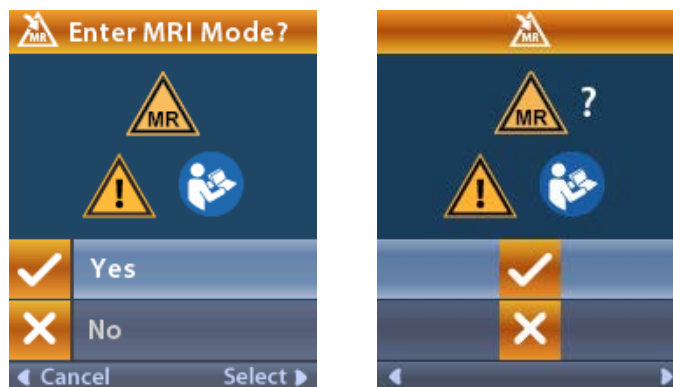 MR Enter MRI Mode?
MR
!
Yes
No
Cancel Select
MR
MR ?
!